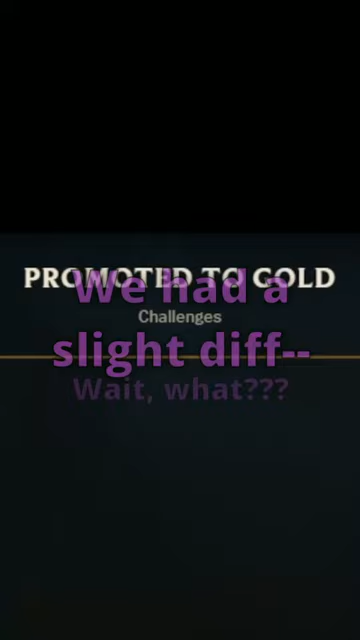 PROMOTED TO GOLD
We had a
Challenges
slight diff--
Wait, what???